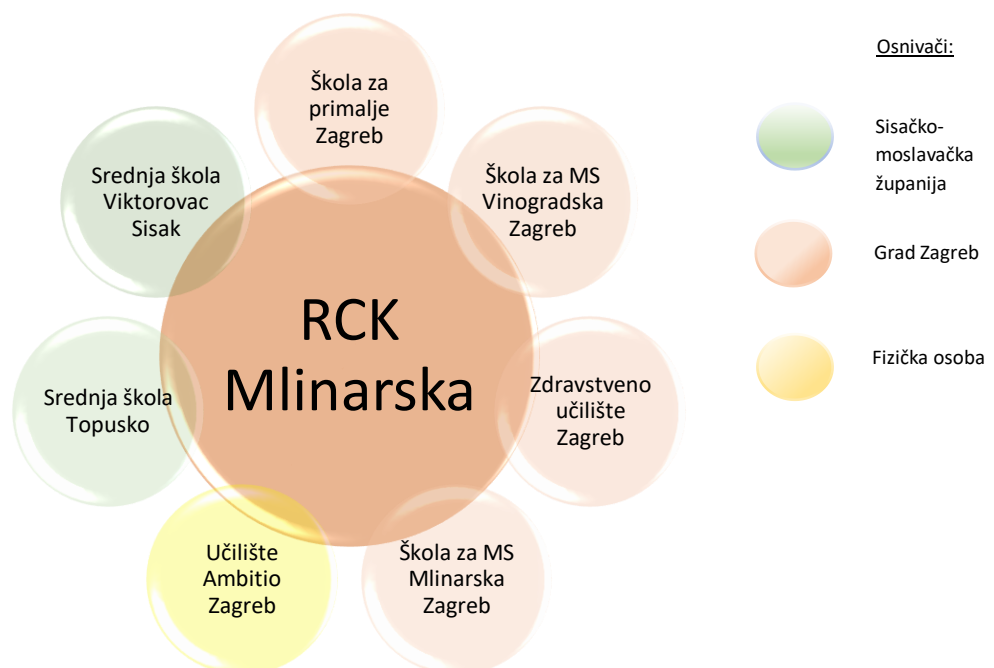 Škola za
primalje
Zagreb
Škola za MS
Vinogradska
Zagreb
Zdravstveno
učilište
Zagreb
Škola za MS
Mlinarska
Zagreb
Učilište
Ambitio
Zagreb
Srednja škola
Topusko
Srednja škola
Viktorovac
Sisak
RCK
Mlinarska
Osnivači:
Sisačko-
moslavačka
županija
Grad Zagreb
Fizička osoba